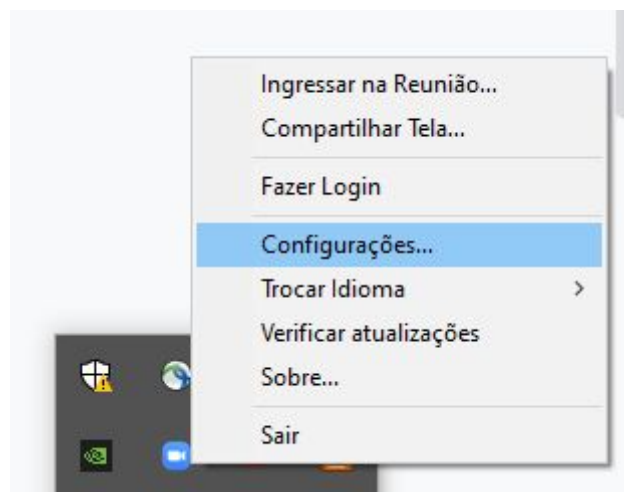 Ingressar na Reunião...
Compartilhar Tela...
Fazer Login
Configurações...
Trocar Idioma
Verificar atualizações
Sobre...
Sair